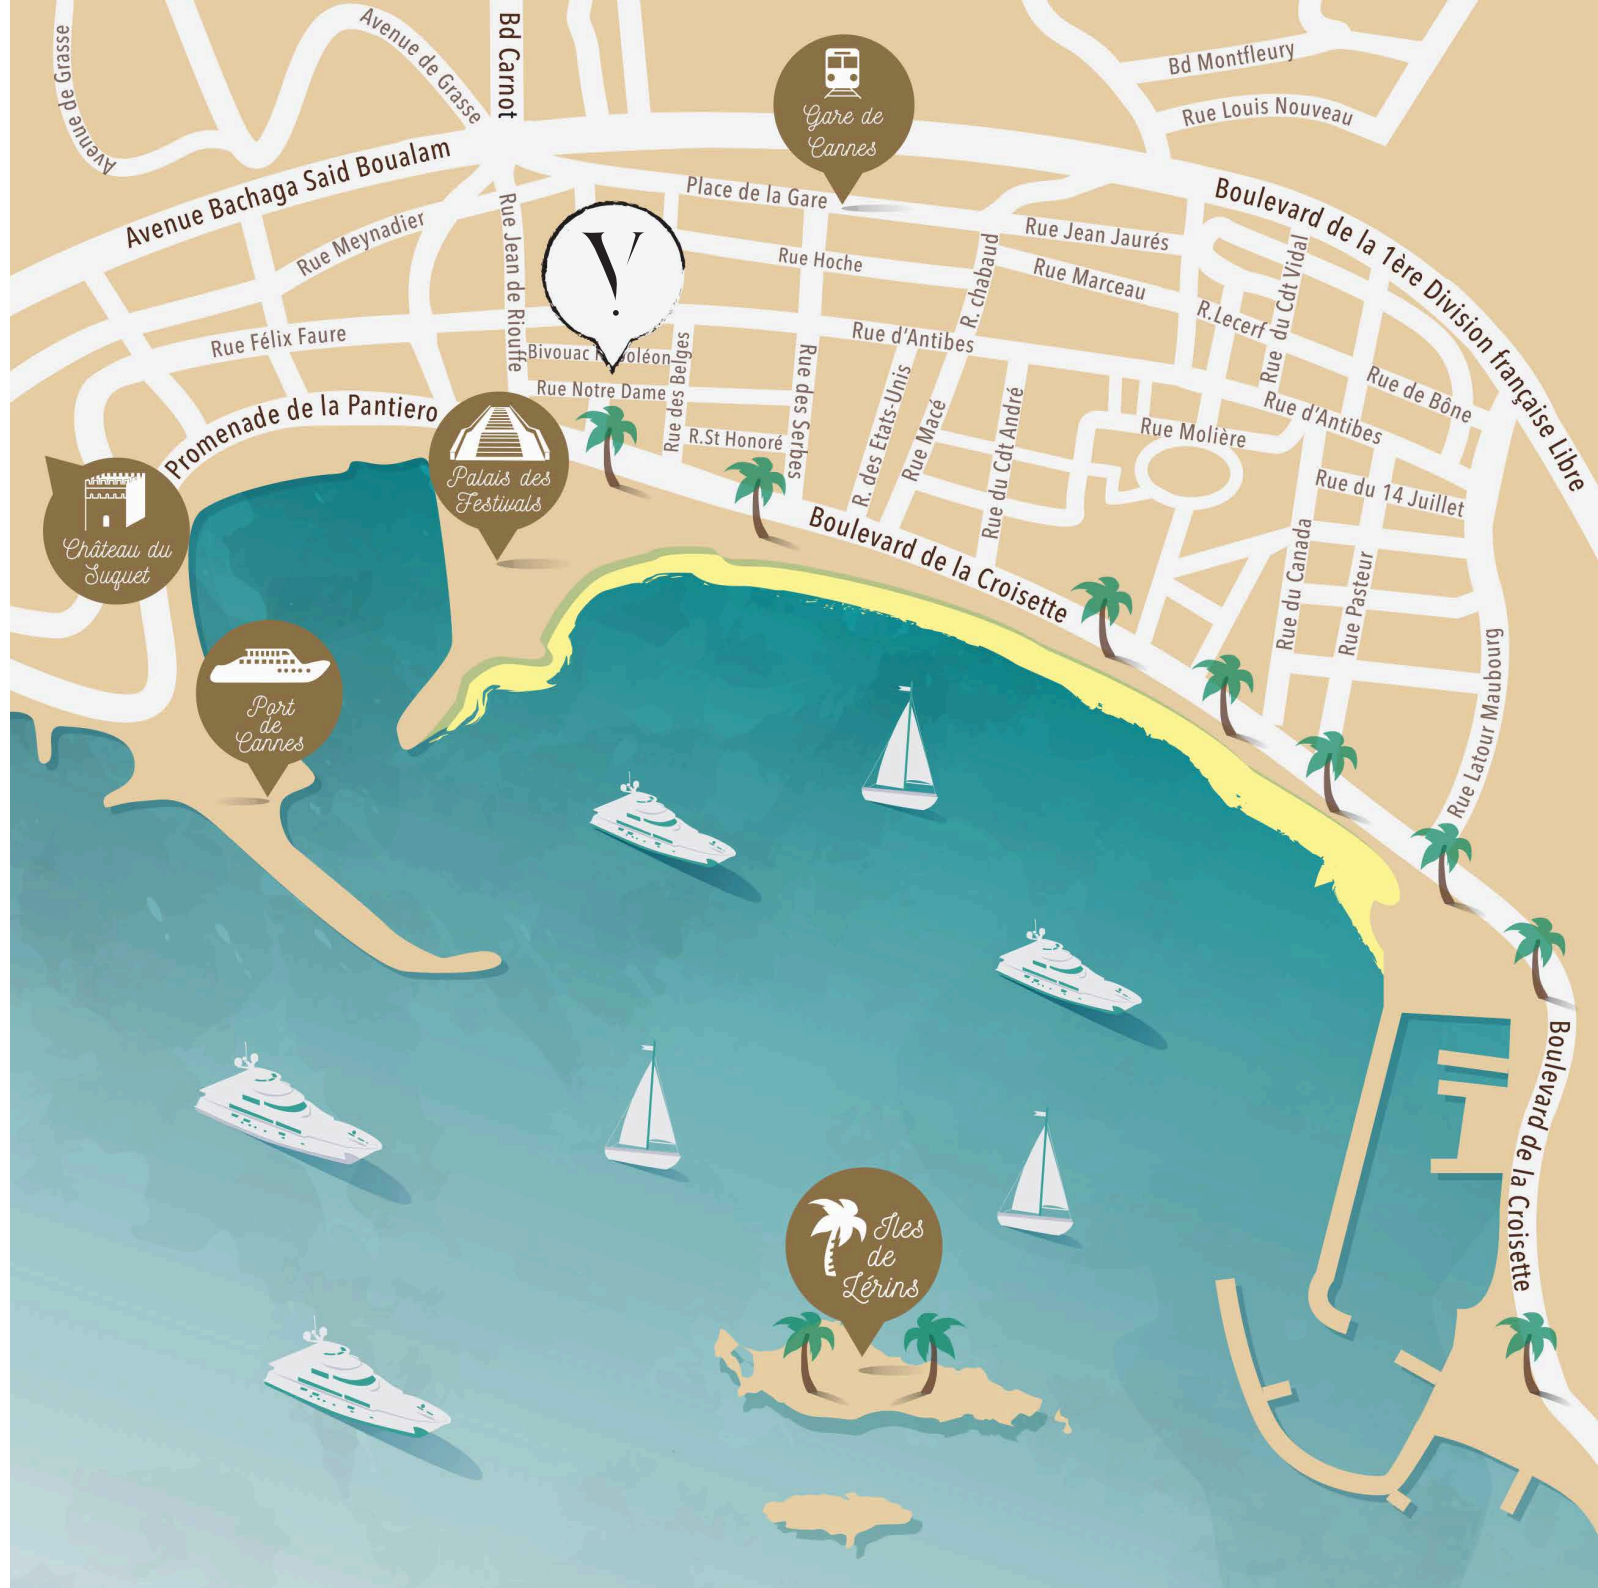 Avenue de Grasse
Avenue de Grasse
Bd Carnot
Avenue
Bd Montfleury
Rue Louis Nouveau
Gare de
Cannes
Avenue Bachaga Said Boualam
Rue Meynadier
Place de la Gare
Boulevard de la 1ère Division française Libre
Rue Jean de Riouffe
V
Rue Hoche
R. chabaud
Rue Jean Jaurés
Rue Marceau
R.Lecerf
Rue du Cdt Vidal
Rue Félix Faure
Bivouac
Rue d'Antibes
Rue Notre Dame
Rue des Belges
Rue des Serbes
R. des Etats-Unis
Rue Macé
Rue du Cdt André
Rue de Bône
Rue d'Antibes
Promenade de la Pantiero
R.St Honoré
Rue Molière
Palais des
Festivals
Rue du 14 Juillet
Château du
Suquet
Boulevard de la Croisette
Rue du Canada
Rue Pasteur
Rue Latour Maubourg
Port
de
Cannes
Boulevard de la Croisette
Iles
de
Lérins